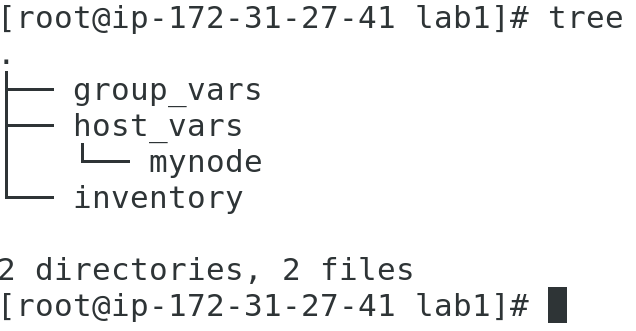 [root@ip-172-31-27-41 lab1]# tree
.
├── group_vars
├── host_vars
│   └── mynode
└── inventory
2 directories, 2 files
[root@ip-172-31-27-41 lab1]#